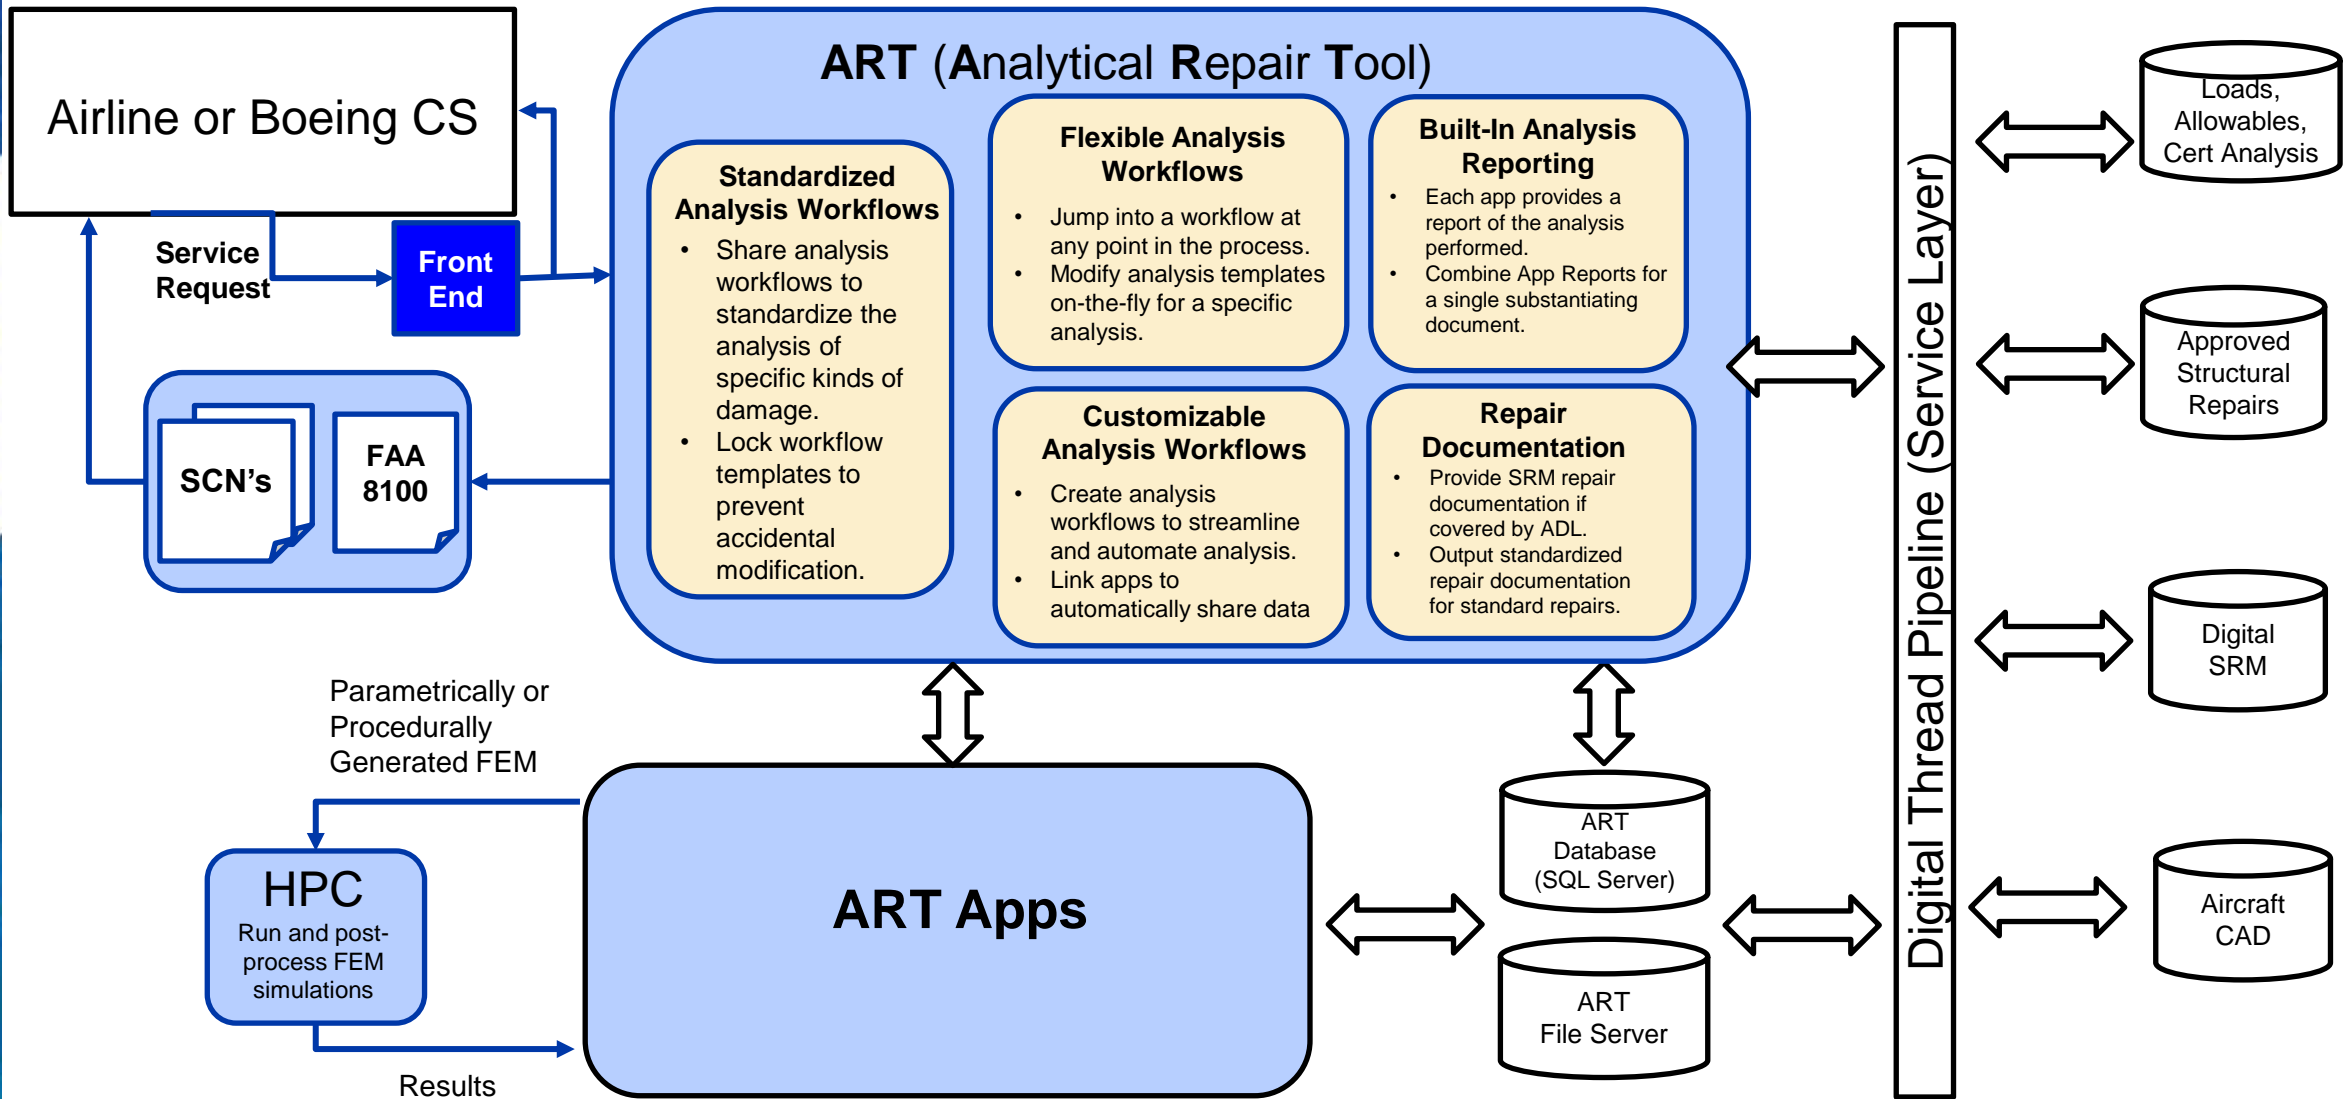 Airline or Boeing CS
Service
Request
Front
End
SCN’s
FAA
8100
ART (Analytical Repair Tool)
Standardized
Analysis Workflows
• Share analysis
workflows to
standardize the
analysis of
specific kinds of
damage.
• Lock workflow
templates to
prevent
accidental
modification.
Flexible Analysis
Workflows
• Jump into a workflow at
any point in the process.
• Modify analysis templates
on-the-fly for a specific
analysis.
Built-In Analysis
Reporting
• Each app provides a
report of the analysis
performed.
• Combine App Reports for
a single substantiating
document.
Customizable
Analysis Workflows
• Create analysis
workflows to streamline
and automate analysis.
• Link apps to
automatically share data
Repair
Documentation
• Provide SRM repair
documentation if
covered by ADL.
• Output standardized
repair documentation
for standard repairs.
Parametrically or
Procedurally
Generated FEM
HPC
Run and post-
process FEM
simulations
Results
ART Apps
ART
Database
(SQL Server)
ART
File Server
Digital Thread Pipeline (Service Layer)
Loads,
Allowables,
Cert Analysis
Approved
Structural
Repairs
Digital
SRM
Aircraft
CAD